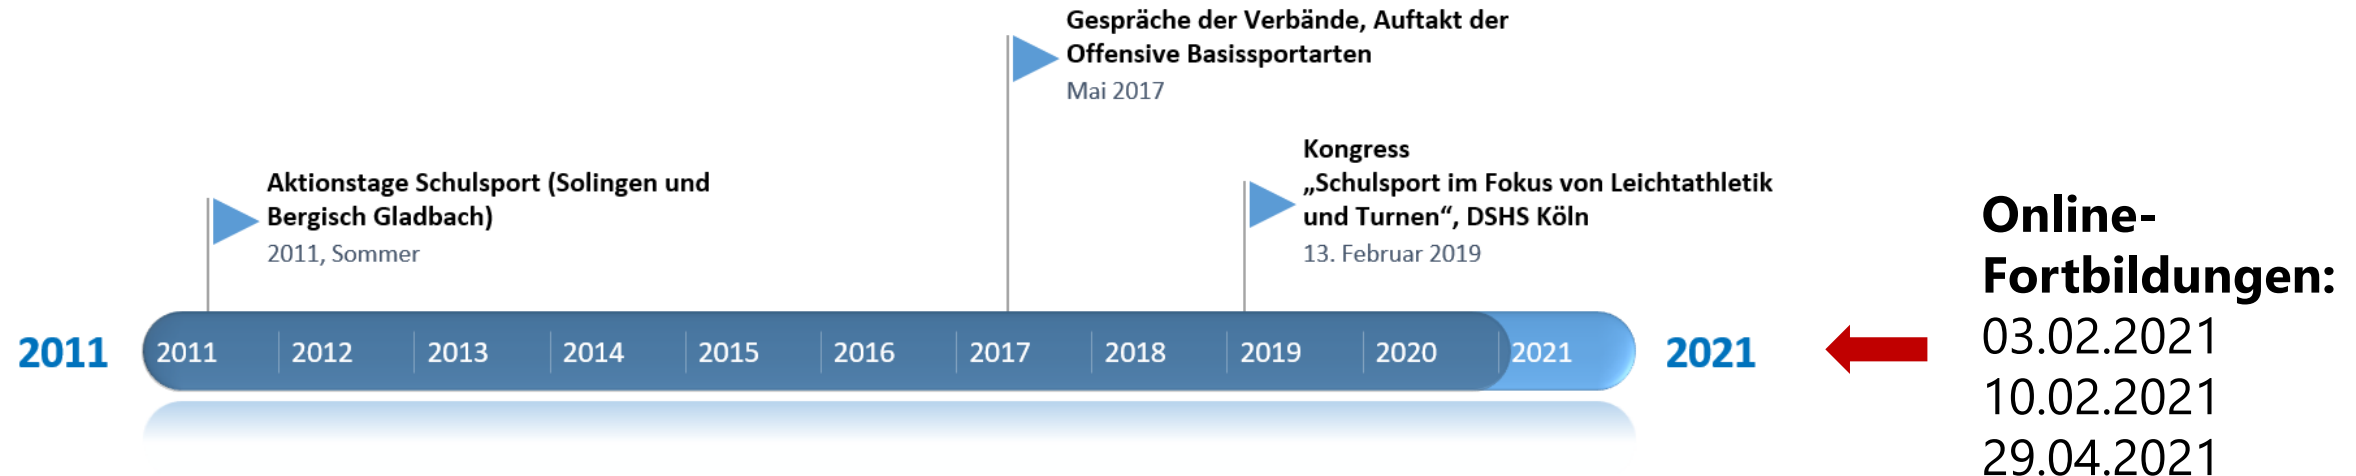 Gespräche der Verbände, Auftakt der
Offensive Basissportarten
Mai 2017
Kongress
„Schulsport im Fokus von Leichtathletik
und Turnen“, DSHS Köln
13. Februar 2019
Aktionstage Schulsport (Solingen und
Bergisch Gladbach)
2011, Sommer
2011
2011 2012 2013 2014 2015 2016 2017 2018 2019 2020 2021
2021
Online-
Fortbildungen:
03.02.2021
10.02.2021
29.04.2021